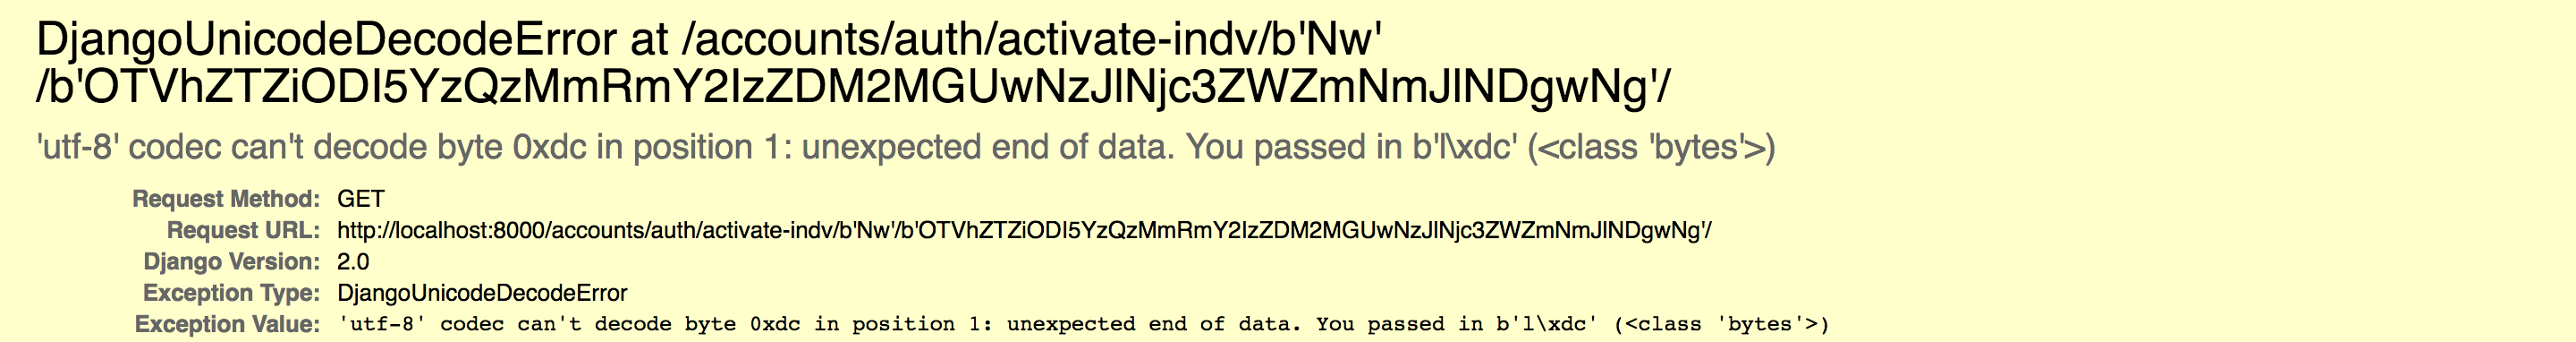 DjangoUnicodeDecodeError at /accounts/auth/activate-indv/b'Nw'
/b'OTVhZTZiODI5YzQzMmRmY2IzZDM2MGUwNzJlNjc3ZWZmNmJlNDgwNg'/
'utf-8' codec can't decode byte 0xdc in position 1: unexpected end of data. You passed in b'l\xdc' (<class 'bytes'>)
Request Method: GET
Request URL: http://localhost:8000/accounts/auth/activate-indv/b'Nw'/b'OTVhZTZiODI5YzQzMmRmY2IzZDM2MGUwNzJlNjc3ZWZmNmJlNDgwNg'/
Django Version: 2.0
Exception Type: DjangoUnicodeDecodeError
Exception Value: 'utf-8' codec can't decode byte 0xdc in position 1: unexpected end of data. You passed in b'l\xdc' (<class 'bytes'>)